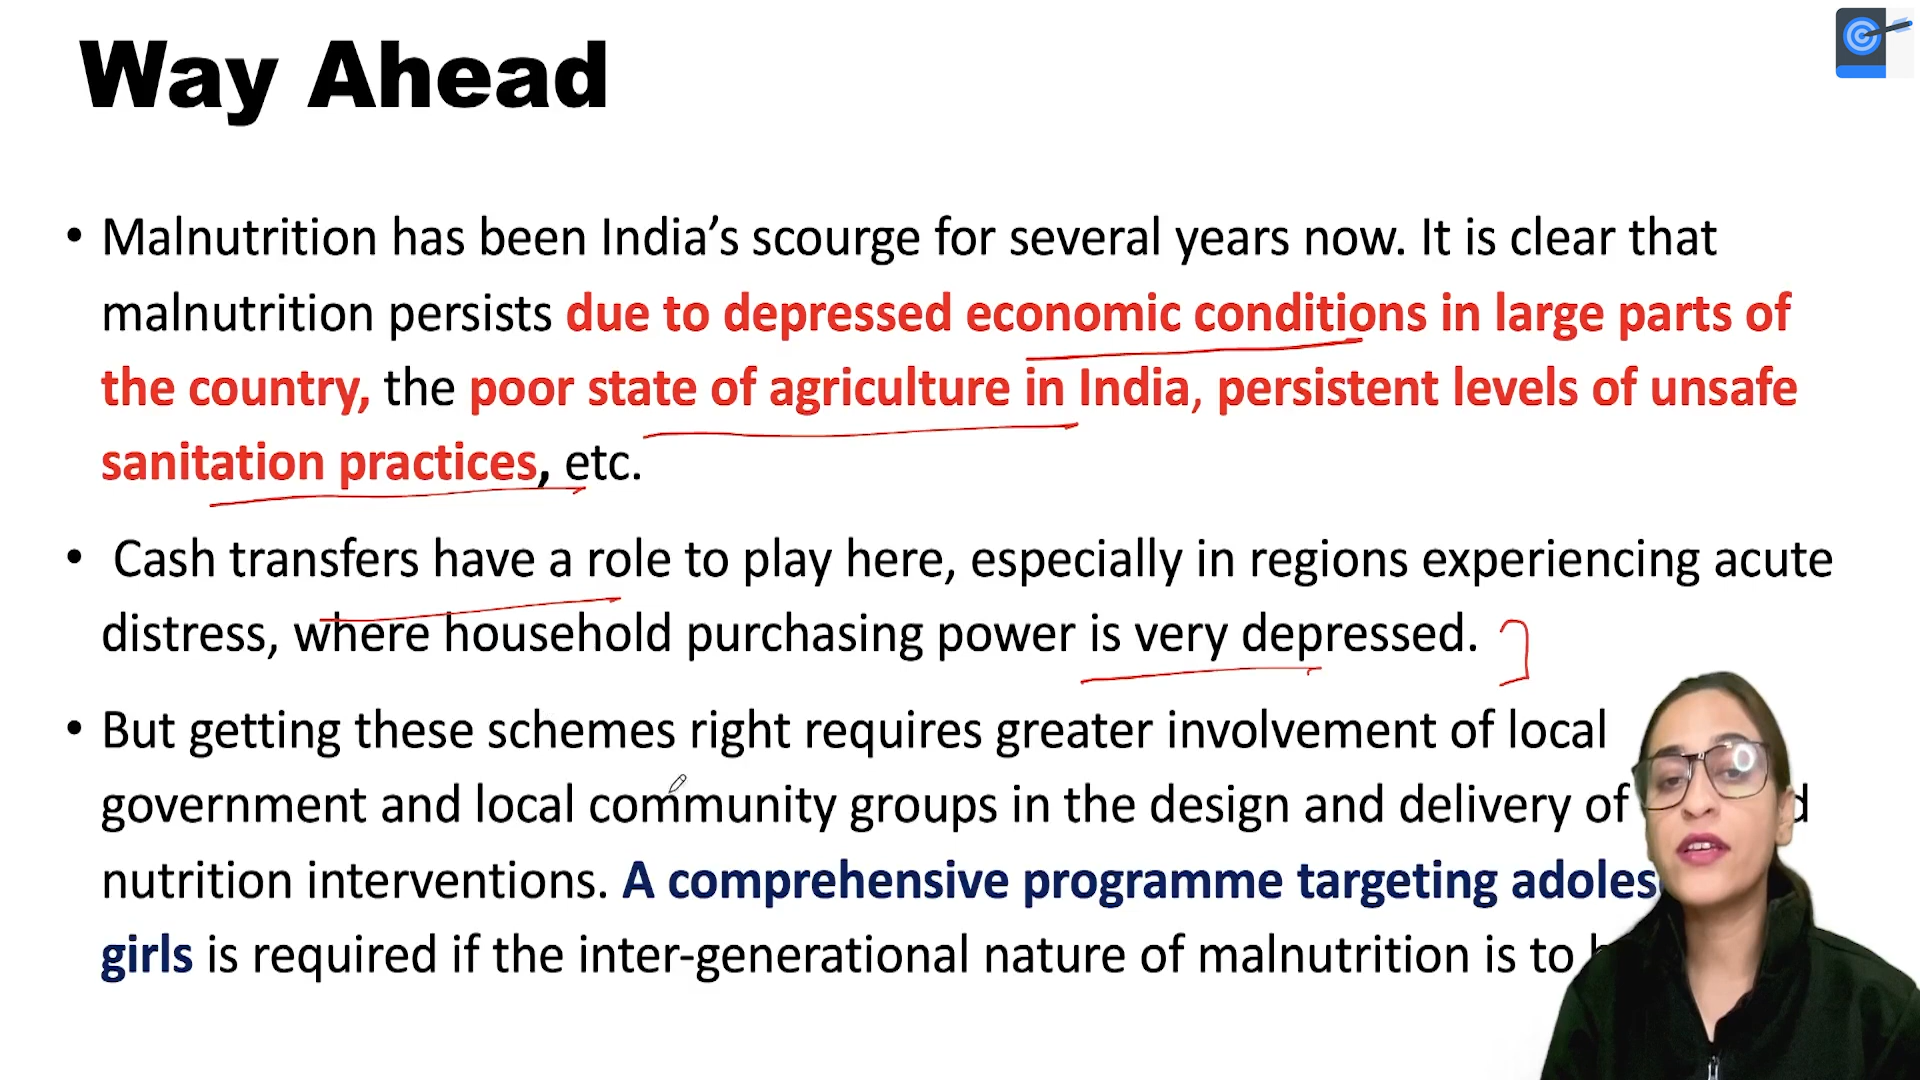 Way Ahead
• Malnutrition has been India’s scourge for several years now. It is clear that
malnutrition persists due to depressed economic conditions in large parts of
the country, the poor state of agriculture in India, persistent levels of unsafe
sanitation practices, etc.
• Cash transfers have a role to play here, especially in regions experiencing acute
distress, where household purchasing power is very depressed.
• But getting these schemes right requires greater involvement of local
government and local community groups in the design and delivery of
nutrition interventions. A comprehensive programme targeting
girls is required if the inter-generational nature of malnutrition is to